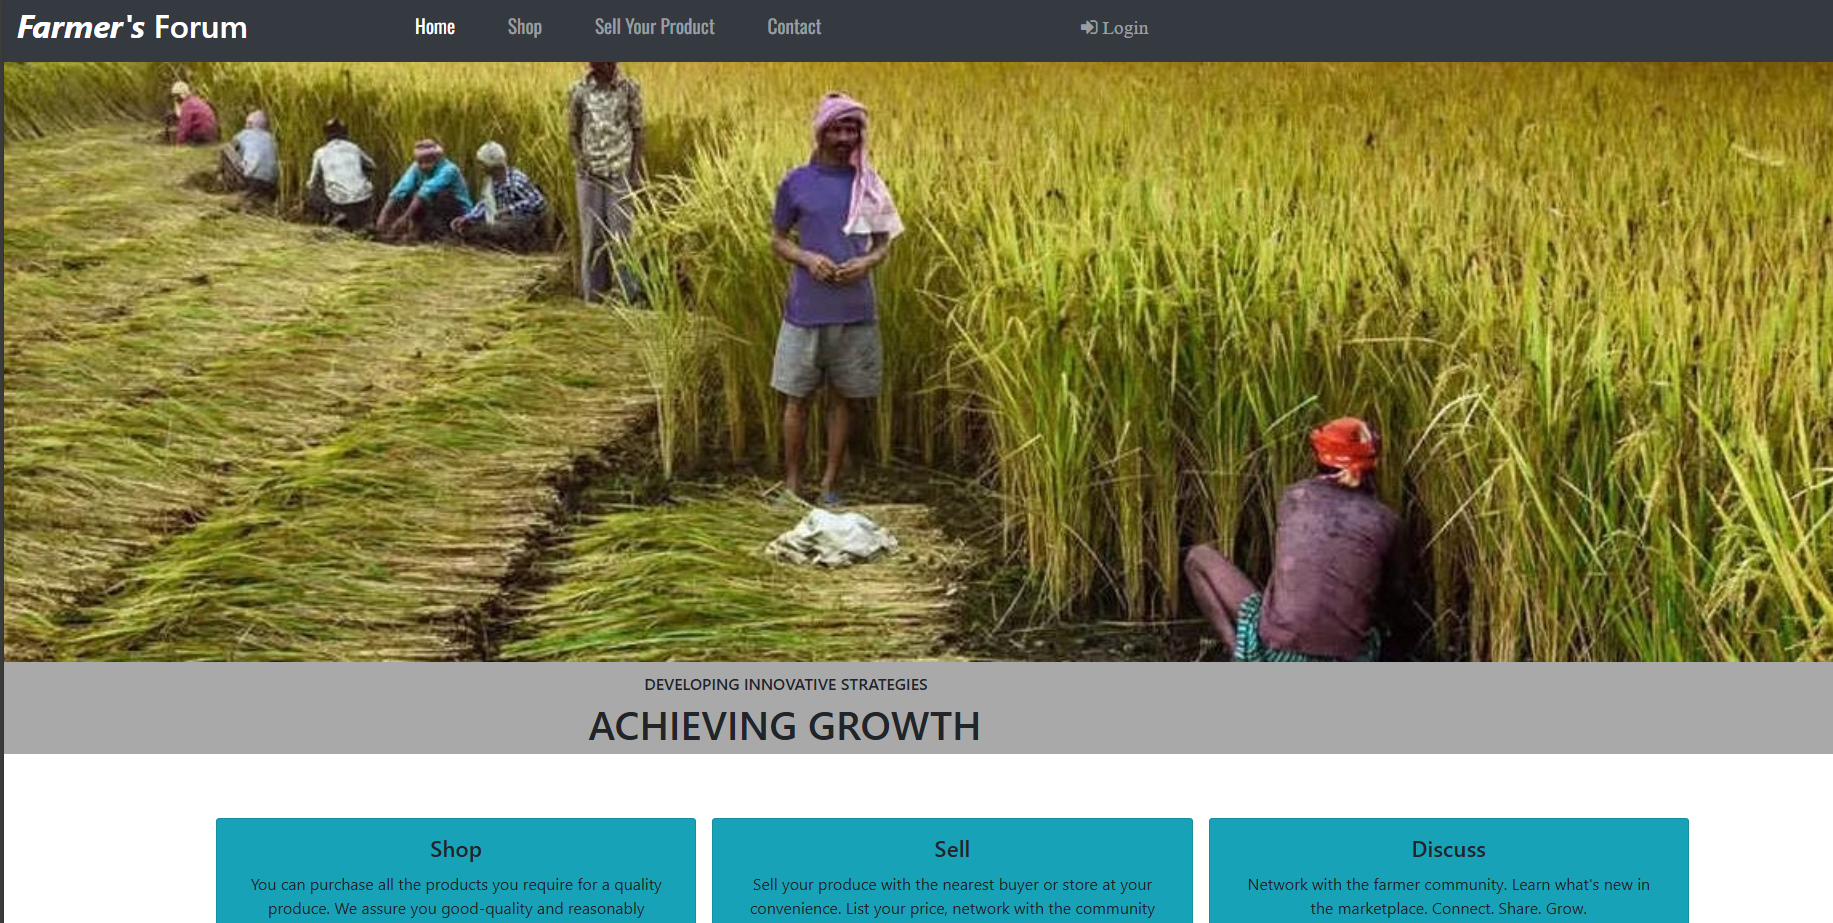 Farmer's Forum Home Shop Sell Your Product Contact Login
DEVELOPING INNOVATIVE STRATEGIES
ACHIEVING GROWTH
Shop
You can purchase all the products you require for a quality
produce. We assure you good-quality and reasonably
Sell
Sell your produce with the nearest buyer or store at your
convenience. List your price, network with the community
Discuss
Network with the farmer community. Learn what's new in
the marketplace. Connect. Share. Grow.